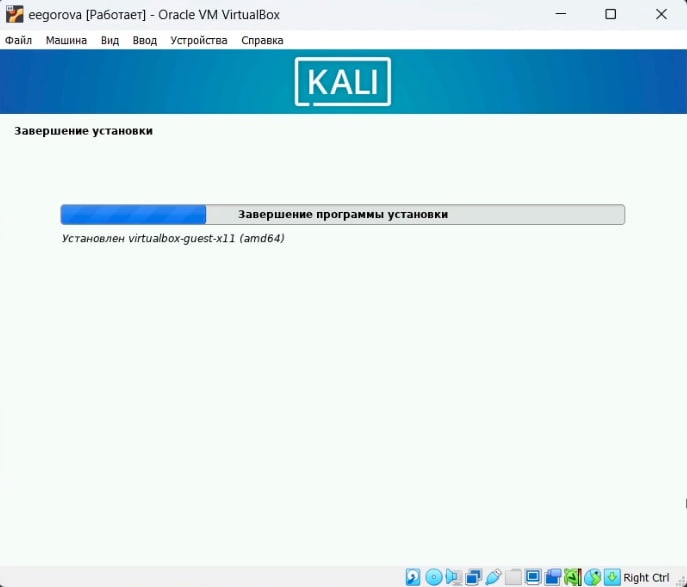 eegorova [Работает] - Oracle VM VirtualBox
Файл Машина Вид Ввод Устройства Справка
KALI
Завершение установки
Завершение программы установки
Установлен virtualbox-guest-x11 (amd64)
Right Ctrl